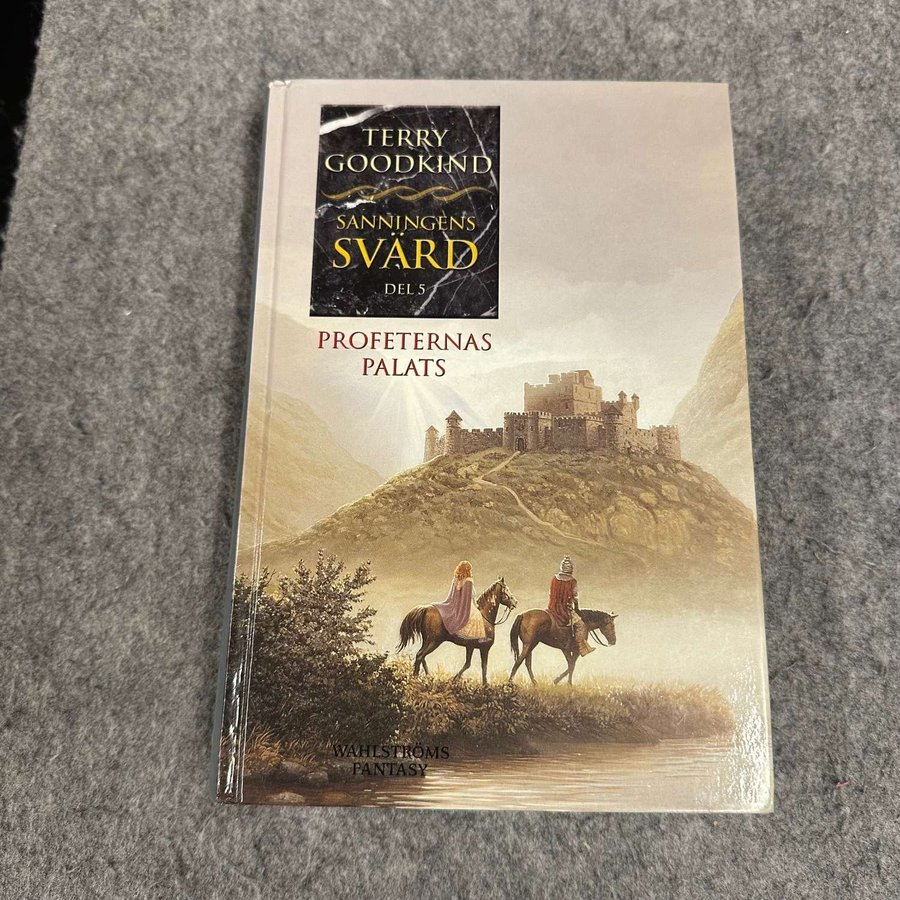 TERRY
GOODKIND
SANNINGENS
SVÄRD
DEL 5
PROFETERNAS
PALATS
WAHLSTRÖMS
FANTASY